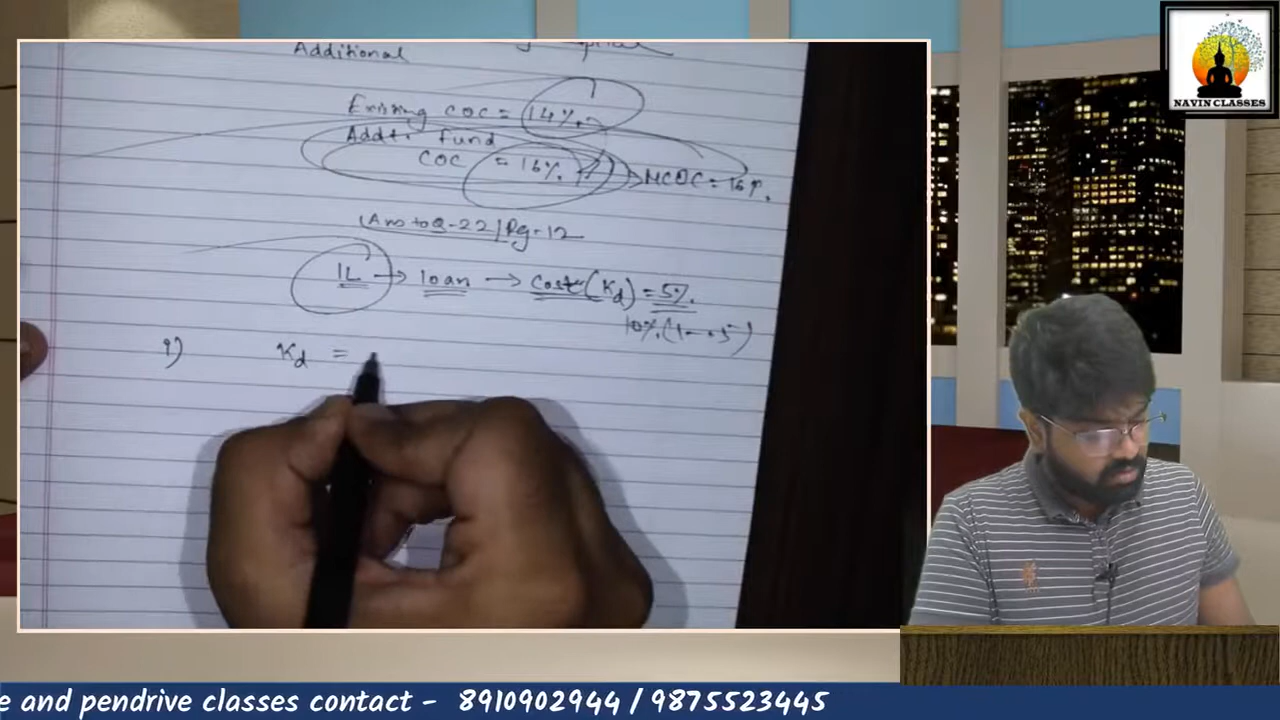 Additional
Existing COC = 14%.
Addt. fund
COC = 16%. → MCOC = 16%.
(Ans to Q-22/Pg-12
1L → loan → Cost (Kd) = 5%.
10%. (1-.5)
i) Kd =
NAVIN CLASSES
e and pendrive classes contact - 8910902944 / 9875523445